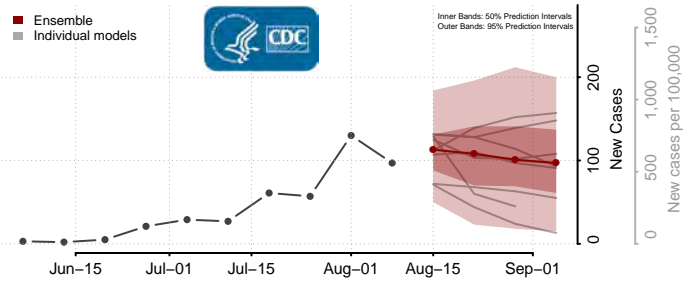 Ensemble
Individual models
CDC
Inner Bands: 50% Prediction Intervals
Outer Bands: 95% Prediction Intervals
0
100
200
New Cases
0
500
1,000
1,500
New cases per 100,000
Jun−15
Jul−01
Jul−15
Aug−01
Aug−15
Sep−01